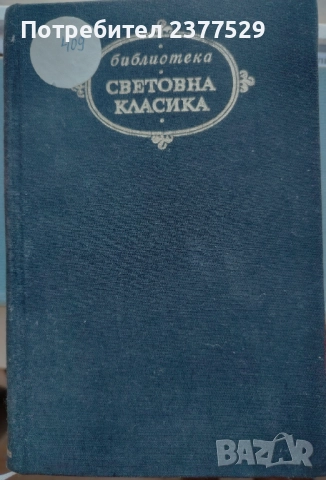 Потребител 2377529
409
библиотека
СВЕТОВНА
КЛАСИКА
BAZAR